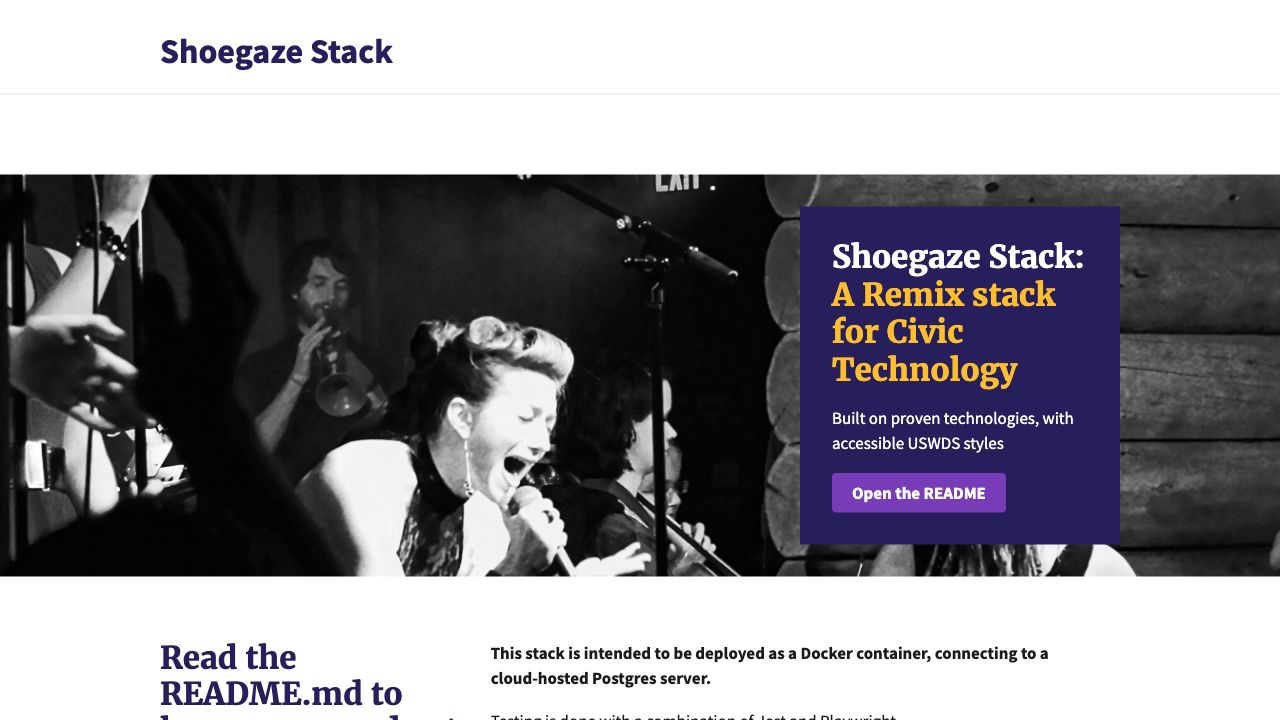 Shoegaze Stack
EXIT
Shoegaze Stack:
A Remix stack
for Civic
Technology
Built on proven technologies, with
accessible USWDS styles
Open the README
Read the
README.md to
This stack is intended to be deployed as a Docker container, connecting to a
cloud-hosted Postgres server.
Testing is done with a combination of Jest and Playwright